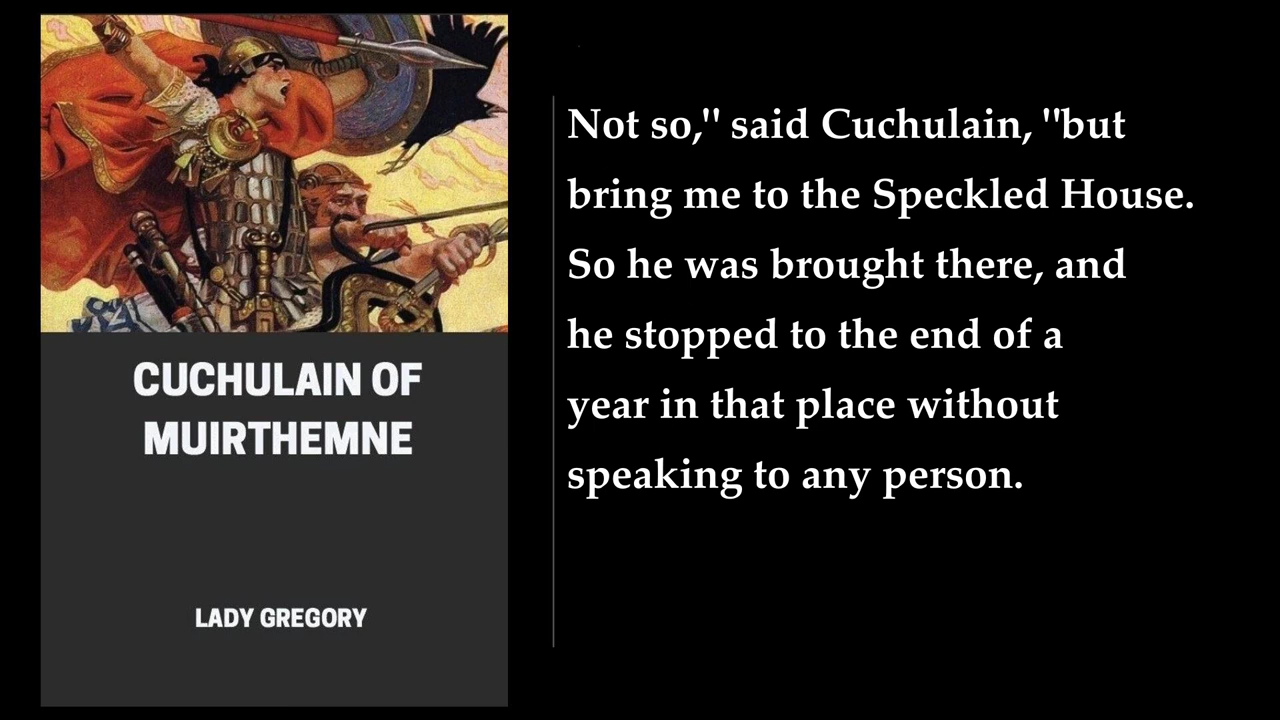 CUCHULAIN OF
MUIRTHEMNE
LADY GREGORY
Not so," said Cuchulain, "but
bring me to the Speckled House.
So he was brought there, and
he stopped to the end of a
year in that place without
speaking to any person.